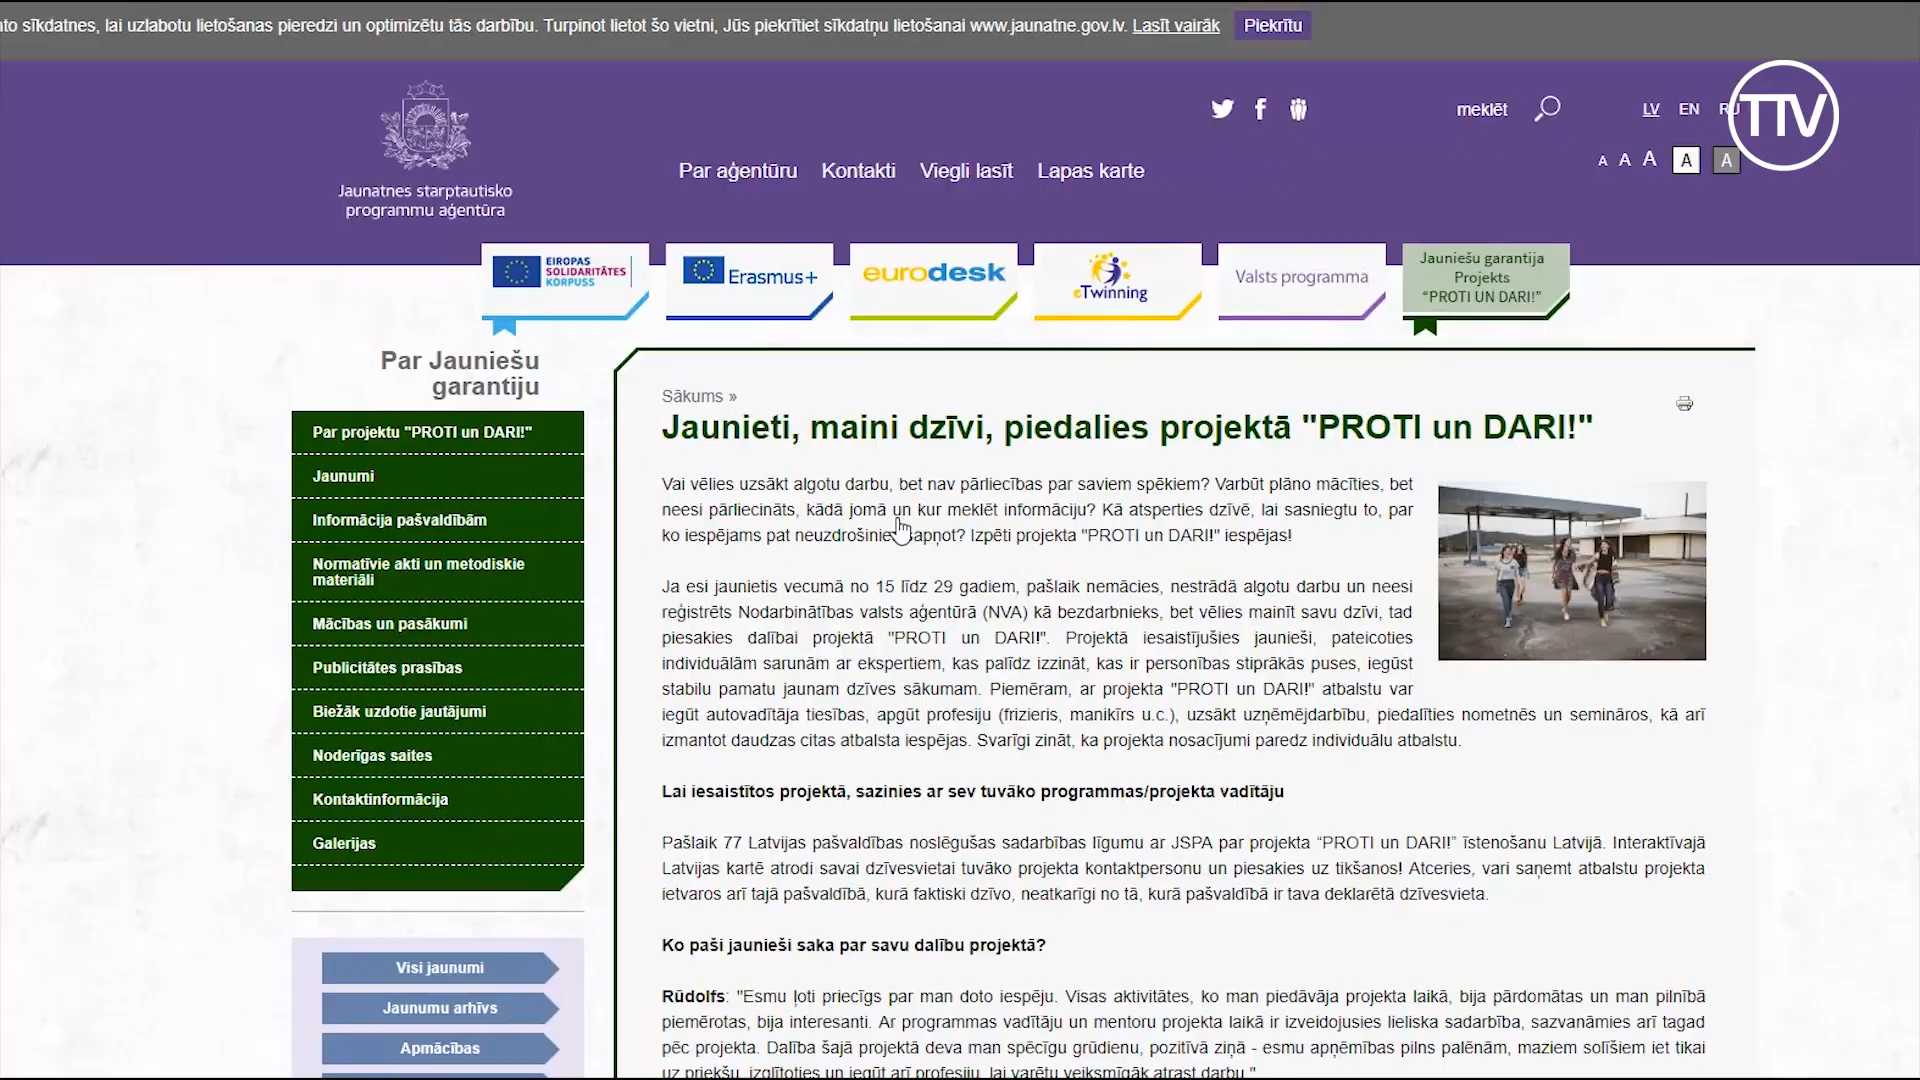 to sīkdatnes, lai uzlabotu lietošanas pieredzi un optimizētu tās darbību. Turpinot lietot šo vietni, Jūs piekrītiet sīkdatņu lietošanai www.jaunatne.gov.lv. Lasīt vairāk Piekrītu
Jaunatnes starptautisko
programmu aģentūra
meklēt
LV EN RU
TTV
A A A A A
Par aģentūru Kontakti Viegli lasīt Lapas karte
EIROPAS
SOLIDARITĀTES
KORPUSS
Erasmus+
eurodesk
eTwinning
Valsts programma
Jauniešu garantija
Projekts
“PROTI UN DARI!”
Par Jauniešu
garantiju
Par projektu "PROTI un DARI!"
Jaunumi
Informācija pašvaldībām
Normatīvie akti un metodiskie
materiāli
Mācības un pasākumi
Publicitātes prasības
Biežāk uzdotie jautājumi
Noderīgas saites
Kontaktinformācija
Galerijas
Visi jaunumi
Jaunumu arhīvs
Apmācības
Sākums »
Jaunieti, maini dzīvi, piedalies projektā "PROTI un DARI!"
Vai vēlies uzsākt algotu darbu, bet nav pārliecības par saviem spēkiem? Varbūt plāno mācīties, bet
neesi pārliecināts, kādā jomā un kur meklēt informāciju? Kā atsperties dzīvē, lai sasniegtu to, par
ko iespējams pat neuzdrošinies sapņot? Izpēti projekta "PROTI un DARI!" iespējas!
Ja esi jaunietis vecumā no 15 līdz 29 gadiem, pašlaik nemācies, nestrādā algotu darbu un neesi
reģistrēts Nodarbinātības valsts aģentūrā (NVA) kā bezdarbnieks, bet vēlies mainīt savu dzīvi, tad
piesakies dalībai projektā "PROTI un DARI!". Projektā iesaistījušies jaunieši, pateicoties
individuālām sarunām ar ekspertiem, kas palīdz izzināt, kas ir personības stiprākās puses, iegūst
stabilu pamatu jaunam dzīves sākumam. Piemēram, ar projekta "PROTI un DARI!" atbalstu var
iegūt autovadītāja tiesības, apgūt profesiju (frizieris, manikīrs u.c.), uzsākt uzņēmējdarbību, piedalīties nometnēs un semināros, kā arī
izmantot daudzas citas atbalsta iespējas. Svarīgi zināt, ka projekta nosacījumi paredz individuālu atbalstu.
Lai iesaistītos projektā, sazinies ar sev tuvāko programmas/projekta vadītāju
Pašlaik 77 Latvijas pašvaldības noslēgušas sadarbības līgumu ar JSPA par projekta “PROTI un DARI!” īstenošanu Latvijā. Interaktīvajā
Latvijas kartē atrodi savai dzīvesvietai tuvāko projekta kontaktpersonu un piesakies uz tikšanos! Atceries, vari saņemt atbalstu projekta
ietvaros arī tajā pašvaldībā, kurā faktiski dzīvo, neatkarīgi no tā, kurā pašvaldībā ir tava deklarētā dzīvesvieta.
Ko paši jaunieši saka par savu dalību projektā?
Rūdolfs: "Esmu ļoti priecīgs par man doto iespēju. Visas aktivitātes, ko man piedāvāja projekta laikā, bija pārdomātas un man pilnībā
piemērotas, bija interesanti. Ar programmas vadītāju un mentoru projekta laikā ir izveidojusies lieliska sadarbība, sazvanāmies arī tagad
pēc projekta. Dalība šajā projektā deva man spēcīgu grūdienu, pozitīvā ziņā - esmu apņēmības pilns palēnām, maziem solīšiem iet tikai
uz priekšu, izglītoties un iegūt arī profesiju, lai varētu veiksmīgāk atrast darbu."